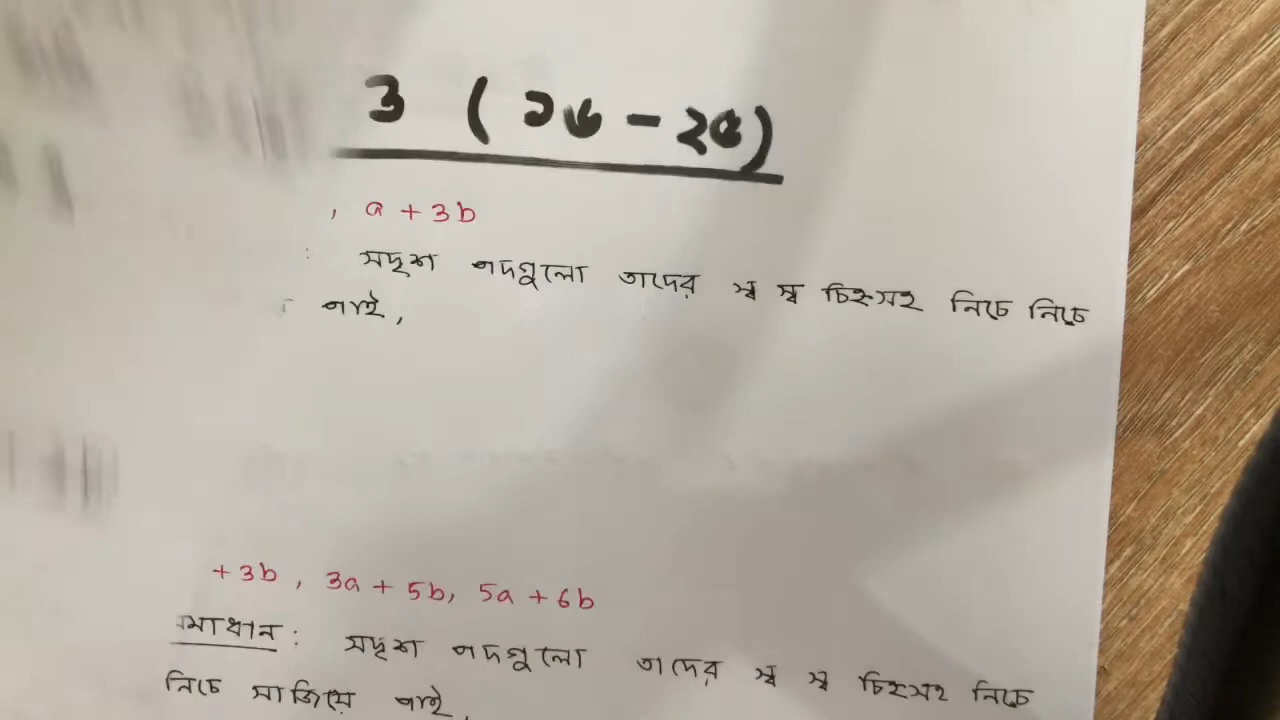 3 (১৬ - ২৫)
, a + 3b
সদৃশ পদগুলো তাদের স্ব স্ব চিহ্নসহ নিচে নিচে
পাই,
+ 3b , 3a + 5b, 5a + 6b
সমাধান : সদৃশ পদগুলো তাদের স্ব স্ব চিহ্নসহ নিচে
নিচে সাজিয়ে পাই,